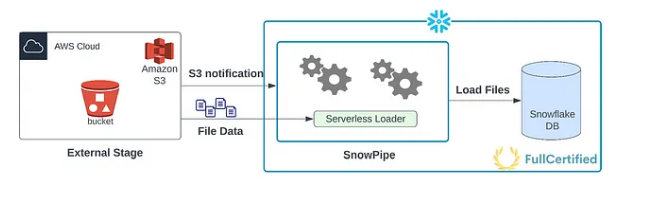 AWS Cloud
Amazon
S3
bucket
External Stage
S3 notification
File Data
Serverless Loader
SnowPipe
Load Files
Snowflake
DB
FullCertified